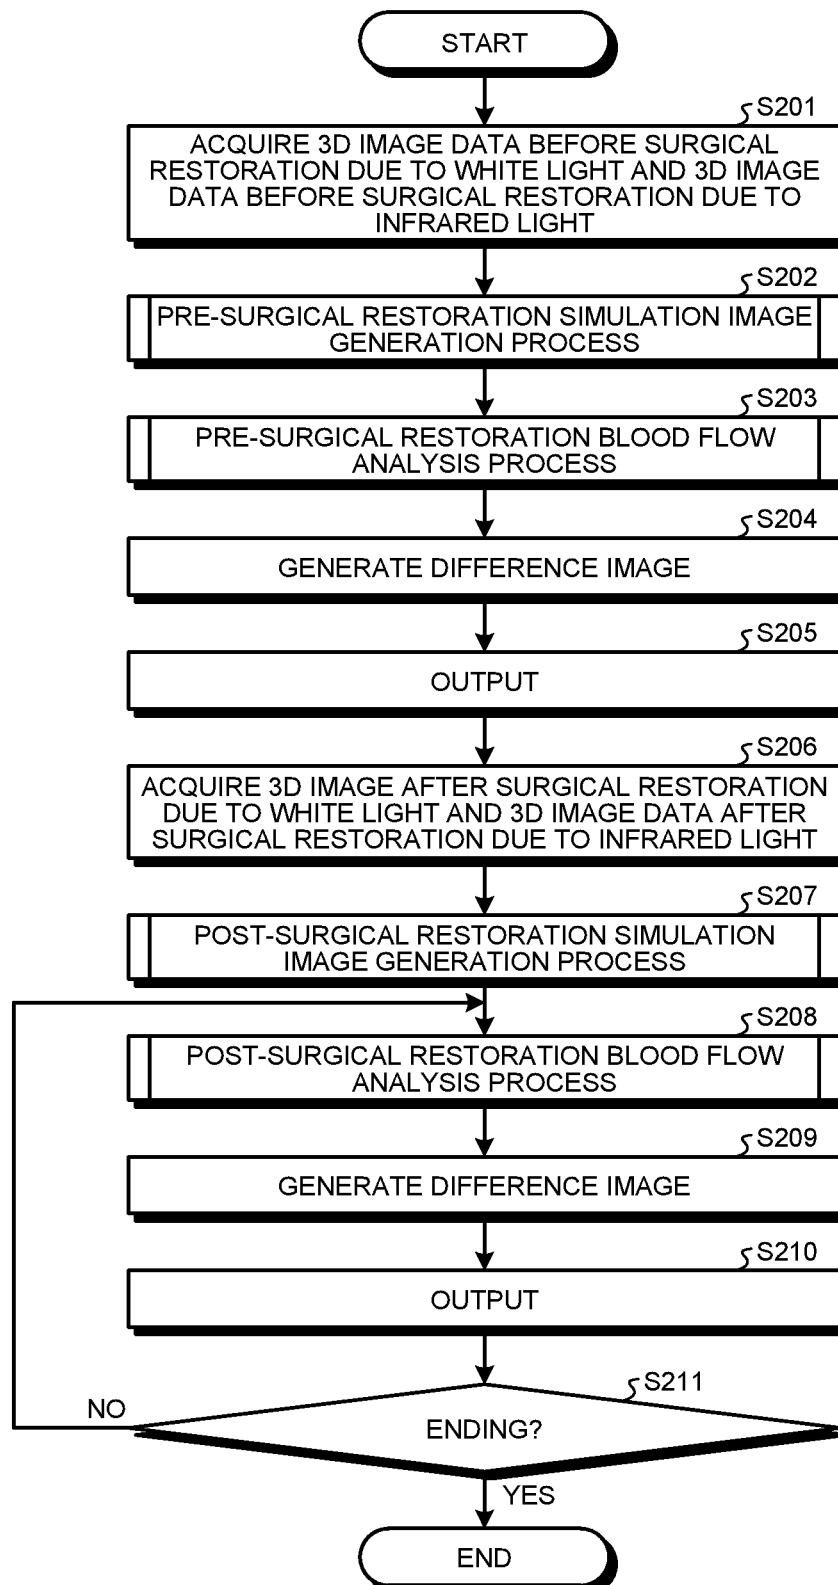 START
S201
ACQUIRE 3D IMAGE DATA BEFORE SURGICAL
RESTORATION DUE TO WHITE LIGHT AND 3D IMAGE
DATA BEFORE SURGICAL RESTORATION DUE TO
INFRARED LIGHT
S202
PRE-SURGICAL RESTORATION SIMULATION IMAGE
GENERATION PROCESS
S203
PRE-SURGICAL RESTORATION BLOOD FLOW
ANALYSIS PROCESS
S204
GENERATE DIFFERENCE IMAGE
S205
OUTPUT
S206
ACQUIRE 3D IMAGE AFTER SURGICAL RESTORATION
DUE TO WHITE LIGHT AND 3D IMAGE DATA AFTER
SURGICAL RESTORATION DUE TO INFRARED LIGHT
S207
POST-SURGICAL RESTORATION SIMULATION
IMAGE GENERATION PROCESS
S208
POST-SURGICAL RESTORATION BLOOD FLOW
ANALYSIS PROCESS
S209
GENERATE DIFFERENCE IMAGE
S210
OUTPUT
S211
NO
ENDING?
YES
END